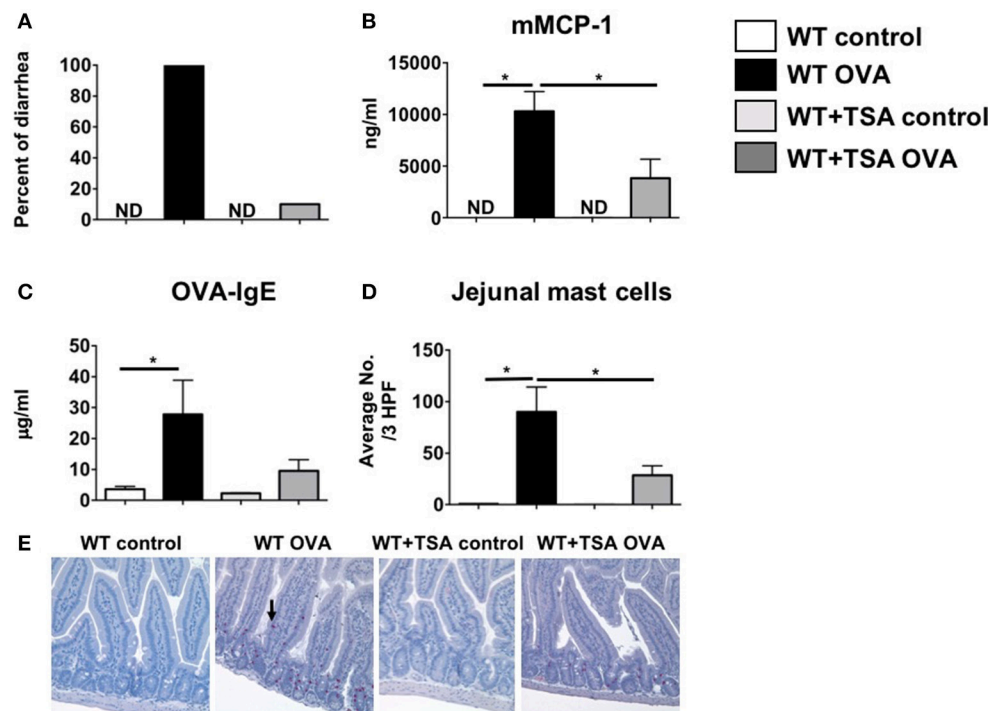 A
Percent of diarrhea
100
80
60
40
20
0
ND
ND
B
mMCP-1
ng/ml
15000
10000
5000
0
*
*
ND
ND
WT control
WT OVA
WT+TSA control
WT+TSA OVA
C
OVA-IgE
µg/ml
50
40
30
20
10
0
*
D
Jejunal mast cells
Average No.
/3 HPF
150
100
50
0
*
*
E
WT control
WT OVA
WT+TSA control
WT+TSA OVA